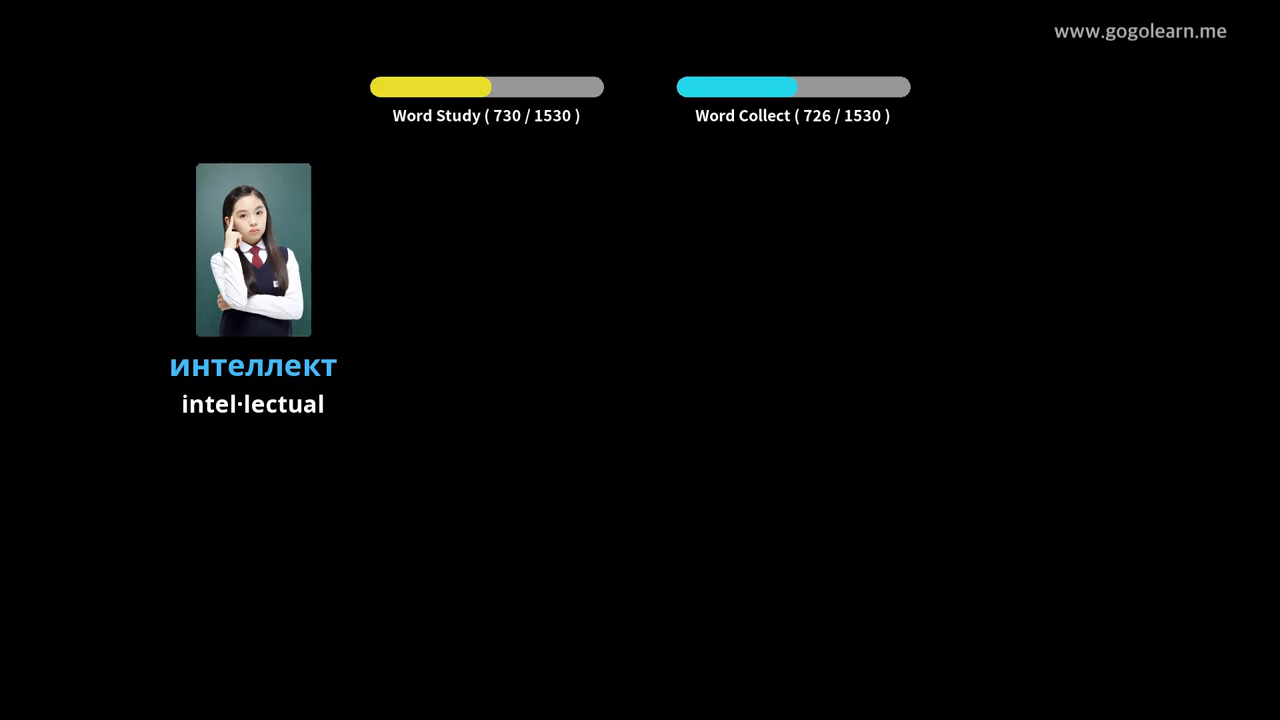 www.gogolearn.me
Word Study ( 730 / 1530 )
Word Collect ( 726 / 1530 )
интеллект
intel·lectual